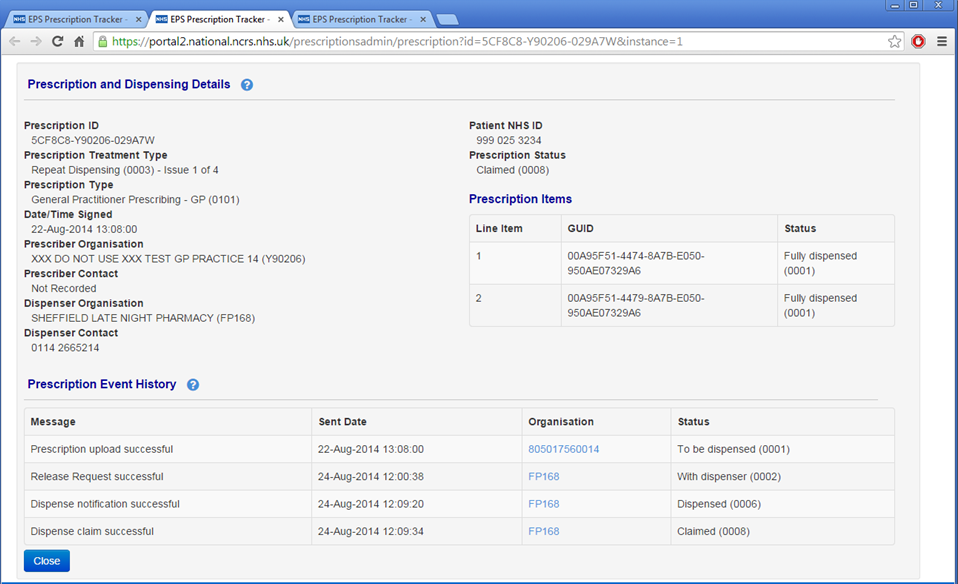 NHS EPS Prescription Tracker - ×
NHS EPS Prescription Tracker - ×
NHS EPS Prescription Tracker - ×
https://portal2.national.ncrs.nhs.uk/prescriptionsadmin/prescription?id=5CF8C8-Y90206-029A7W&instance=1
Prescription and Dispensing Details ?
Prescription ID
5CF8C8-Y90206-029A7W
Prescription Treatment Type
Repeat Dispensing (0003) - Issue 1 of 4
Prescription Type
General Practitioner Prescribing - GP (0101)
Date/Time Signed
22-Aug-2014 13:08:00
Prescriber Organisation
XXX DO NOT USE XXX TEST GP PRACTICE 14 (Y90206)
Prescriber Contact
Not Recorded
Dispenser Organisation
SHEFFIELD LATE NIGHT PHARMACY (FP168)
Dispenser Contact
0114 2665214
Patient NHS ID
999 025 3234
Prescription Status
Claimed (0008)
Prescription Items
Line Item GUID Status
1 00A95F51-4474-8A7B-E050- Fully dispensed
950AE07329A6 (0001)
2 00A95F51-4479-8A7B-E050- Fully dispensed
950AE07329A6 (0001)
Prescription Event History ?
Message Sent Date Organisation Status
Prescription upload successful 22-Aug-2014 13:08:00 805017560014 To be dispensed (0001)
Release Request successful 24-Aug-2014 12:00:38 FP168 With dispenser (0002)
Dispense notification successful 24-Aug-2014 12:09:20 FP168 Dispensed (0006)
Dispense claim successful 24-Aug-2014 12:09:34 FP168 Claimed (0008)
Close